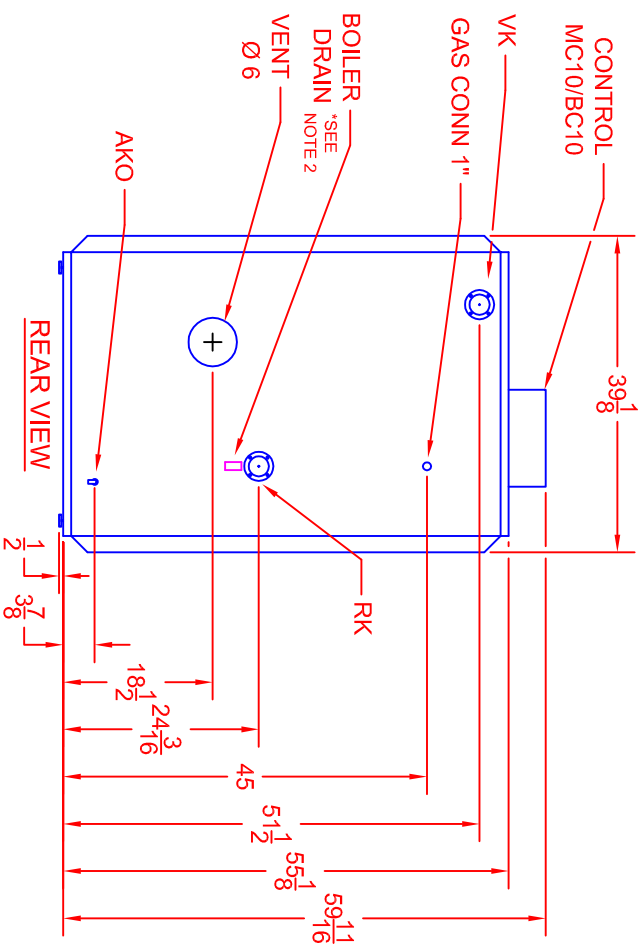 CONTROL
MC10/BC10
VK
GAS CONN 1"
BOILER
DRAIN *SEE
NOTE 2
VENT
Ø 6
AKO
39 1/8
RK
REAR VIEW
1/2
3 7/8
18 1/2
24 3/16
45
51 1/2
55 1/8
59 11/16